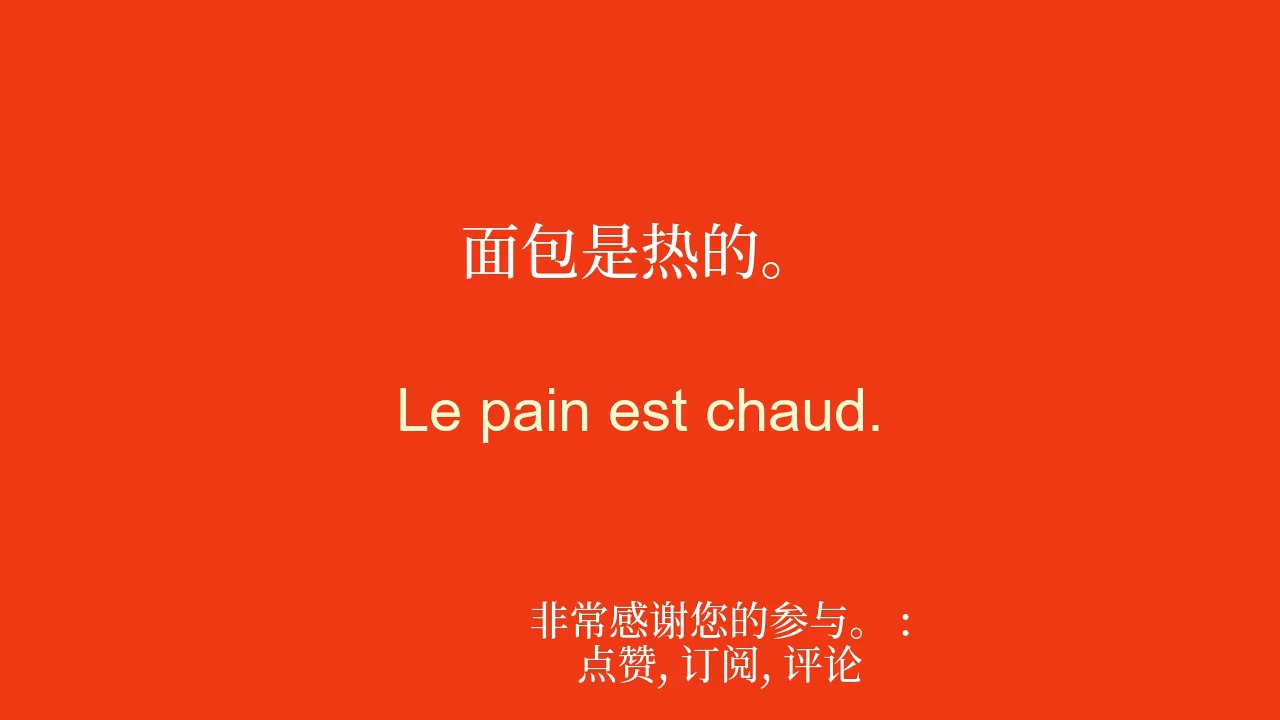 面包是热的。
Le pain est chaud.
非常感谢您的参与。 :
点赞, 订阅, 评论